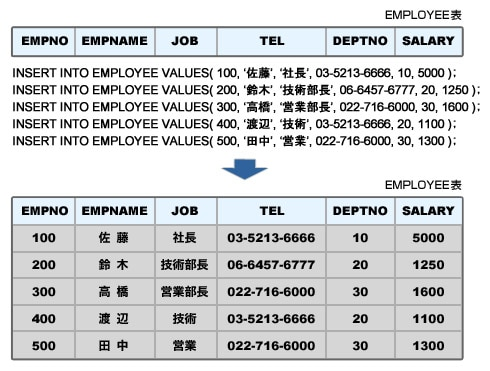 EMPLOYEE表
EMPNO EMPNAME JOB TEL DEPTNO SALARY
INSERT INTO EMPLOYEE VALUES( 100, ‘佐藤’, ‘社長’, 03-5213-6666, 10, 5000 ) ;
INSERT INTO EMPLOYEE VALUES( 200, ‘鈴木’, ‘技術部長’, 06-6457-6777, 20, 1250 ) ;
INSERT INTO EMPLOYEE VALUES( 300, ‘高橋’, ‘営業部長’, 022-716-6000, 30, 1600 ) ;
INSERT INTO EMPLOYEE VALUES( 400, ‘渡辺’, ‘技術’, 03-5213-6666, 20, 1100 ) ;
INSERT INTO EMPLOYEE VALUES( 500, ‘田中’, ‘営業’, 022-716-6000, 30, 1300 ) ;
EMPLOYEE表
EMPNO EMPNAME JOB TEL DEPTNO SALARY
100 佐 藤 社長 03-5213-6666 10 5000
200 鈴 木 技術部長 06-6457-6777 20 1250
300 高 橋 営業部長 022-716-6000 30 1600
400 渡 辺 技術 03-5213-6666 20 1100
500 田 中 営業 022-716-6000 30 1300